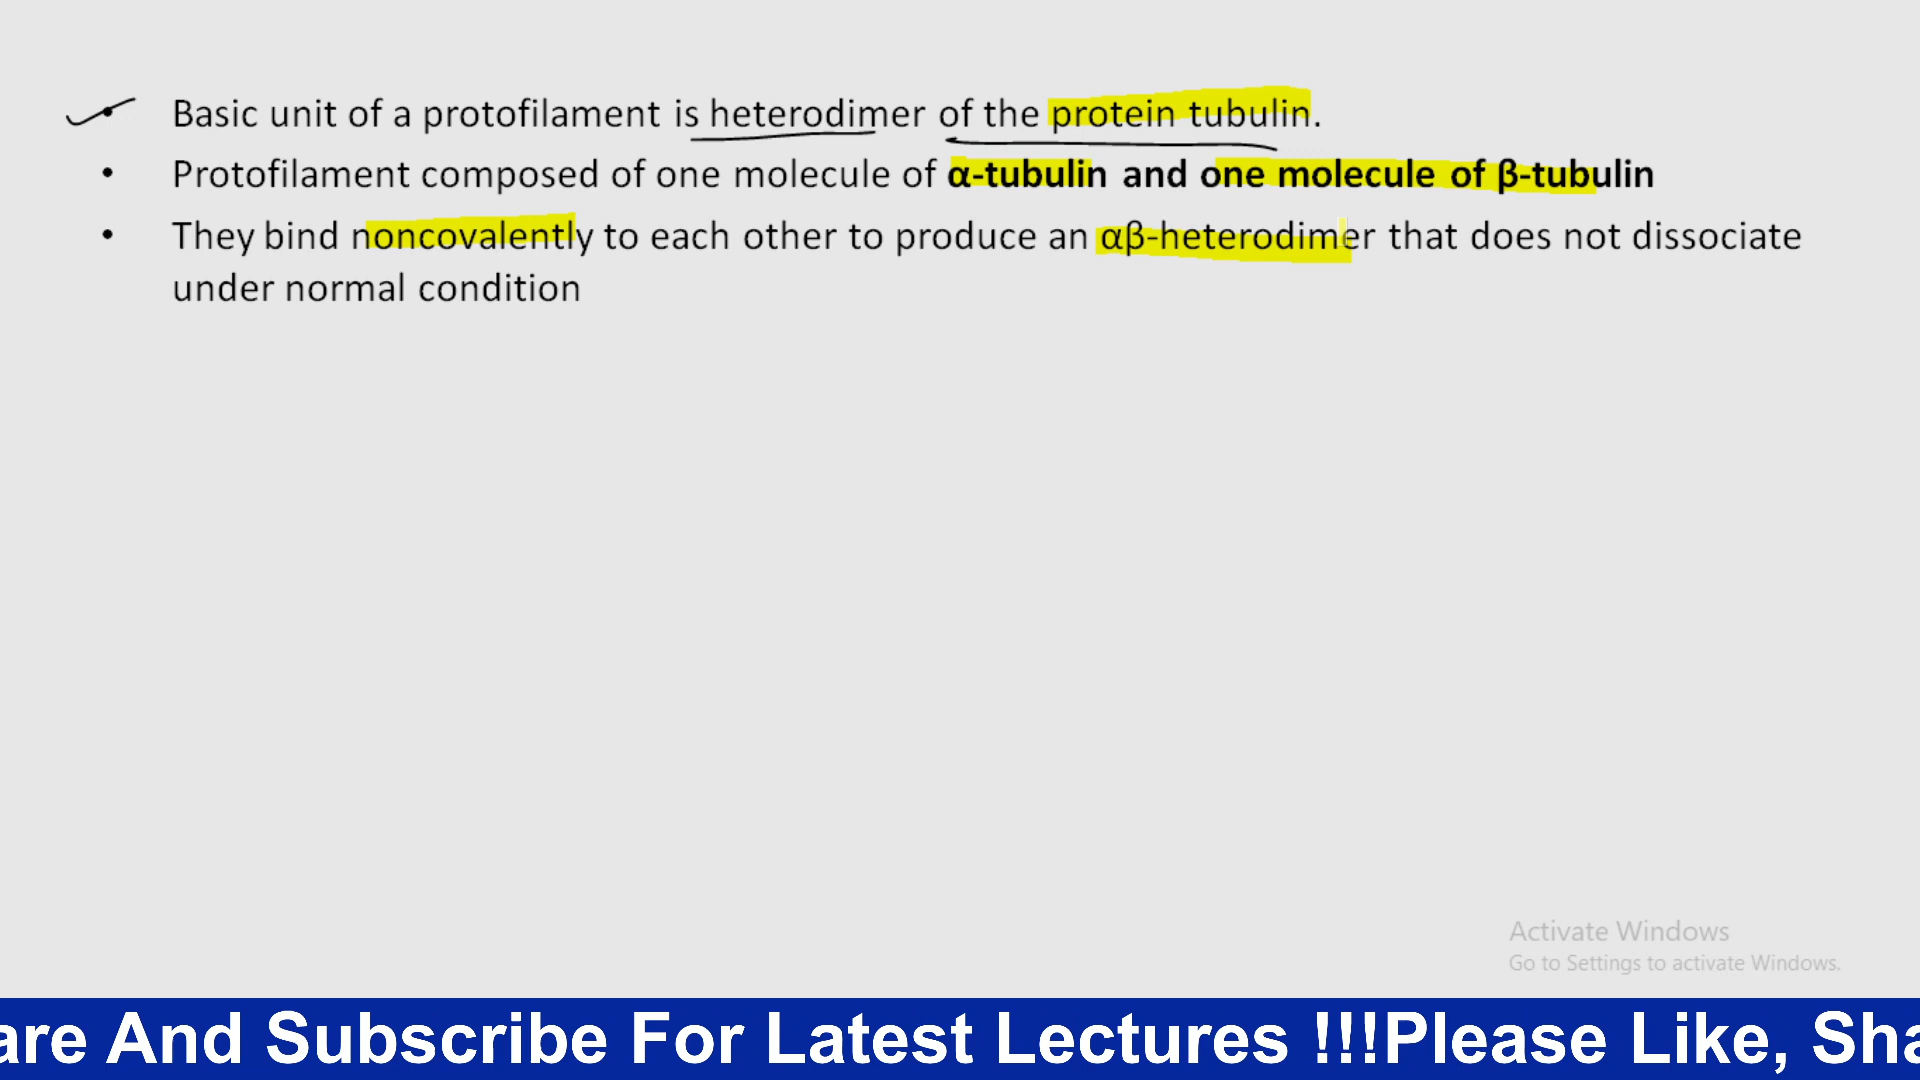 • Basic unit of a protofilament is heterodimer of the protein tubulin.
• Protofilament composed of one molecule of α-tubulin and one molecule of β-tubulin
• They bind noncovalently to each other to produce an αβ-heterodimer that does not dissociate
under normal condition
Activate Windows
Go to Settings to activate Windows.
are And Subscribe For Latest Lectures !!!Please Like, Sha